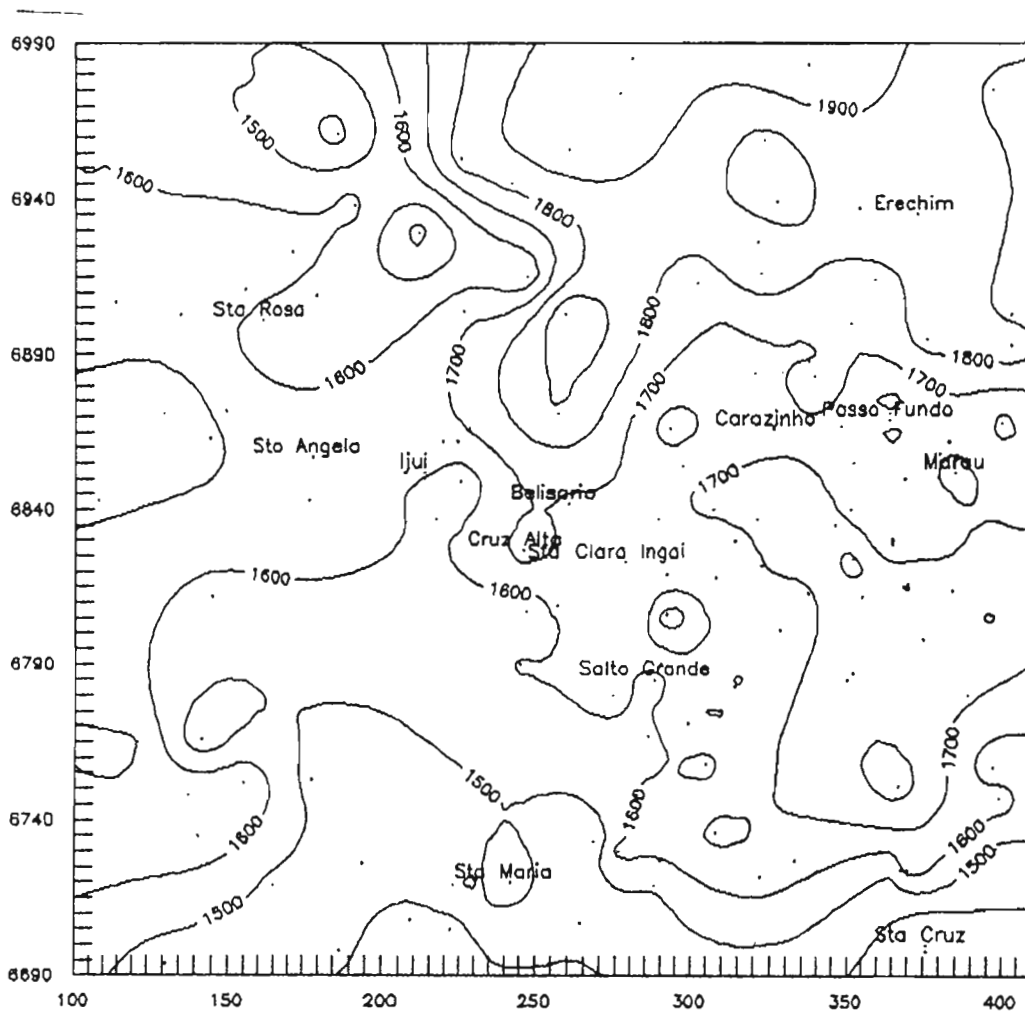 6990
1900
1500
1600
1600
6940
Erechim
1800
Sta Rosa
1800
6890
1800
1700
1600
1700
1700
Carazinho
Passo Fundo
Sto Angelo
Ijui
Marau
1700
Belisario
6840
Cruz Alta
Sta Clara Ingai
1600
1600
6790
Salto Grande
1700
1500
1600
6740
1600
1600
1500
Sta Maria
1500
Sta Cruz
6690
100
200
250
300
350
400